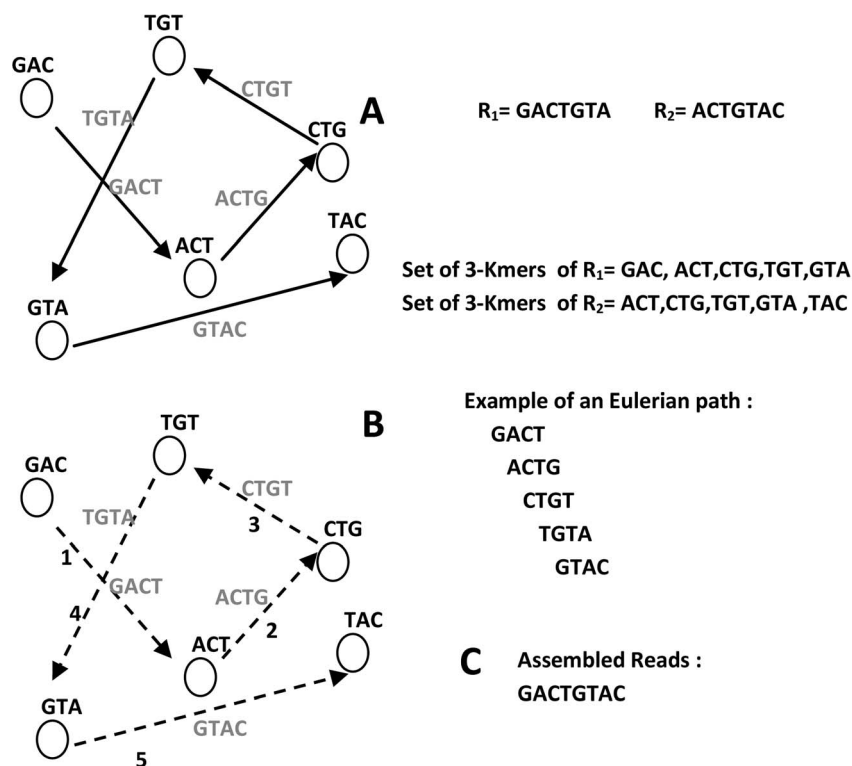 TGT
GAC
CTGT
A
R1= GACTGTA R2= ACTGTAC
TGTA
CTG
GACT
ACTG
TAC
ACT
Set of 3-Kmers of R1= GAC, ACT,CTG,TGT,GTA
Set of 3-Kmers of R2= ACT,CTG,TGT,GTA ,TAC
GTA
GTAC
Example of an Eulerian path :
TGT
B
GACT
GAC
ACTG
CTGT
CTGT
TGTA
3
CTG
TGTA
1
GTAC
GACT
ACTG
4
TAC
2
ACT
C
Assembled Reads :
GACTGTAC
GTA
GTAC
5